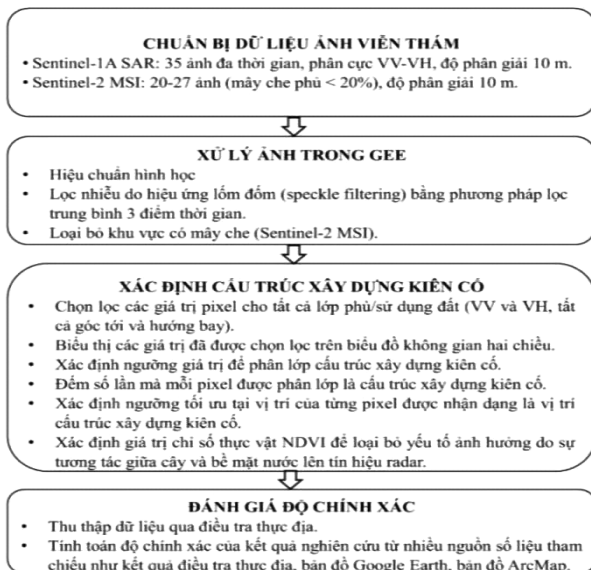 CHUẨN BỊ DỮ LIỆU ẢNH VIỄN THÁM
• Sentinel-1A SAR: 35 ảnh đa thời gian, phân cực VV-VH, độ phân giải 10 m.
• Sentinel-2 MSI: 20-27 ảnh (mây che phủ < 20%), độ phân giải 10 m.
XỬ LÝ ẢNH TRONG GEE
• Hiệu chuẩn hình học
• Lọc nhiễu do hiệu ứng lốm đốm (speckle filtering) bằng phương pháp lọc
trung bình 3 điểm thời gian.
• Loại bỏ khu vực có mây che (Sentinel-2 MSI).
XÁC ĐỊNH CẤU TRÚC XÂY DỰNG KIÊN CỐ
• Chọn lọc các giá trị pixel cho tất cả lớp phủ/sử dụng đất (VV và VH, tất
cả góc tới và hướng bay).
• Biểu thị các giá trị đã được chọn lọc trên biểu đồ không gian hai chiều.
• Xác định ngưỡng giá trị để phân lớp cấu trúc xây dựng kiên cố.
• Đếm số lần mà mỗi pixel được phân lớp là cấu trúc xây dựng kiên cố.
• Xác định ngưỡng tối ưu tại vị trí của từng pixel được nhận dạng là vị trí
cấu trúc xây dựng kiên cố.
• Xác định giá trị chỉ số thực vật NDVI để loại bỏ yếu tố ảnh hưởng do sự
tương tác giữa cây và bề mặt nước lên tín hiệu radar.
ĐÁNH GIÁ ĐỘ CHÍNH XÁC
• Thu thập dữ liệu qua điều tra thực địa.
• Tính toán độ chính xác của kết quả nghiên cứu từ nhiều nguồn số liệu tham
chiếu như kết quả điều tra thực địa, bản đồ Google Earth, bản đồ ArcMap.